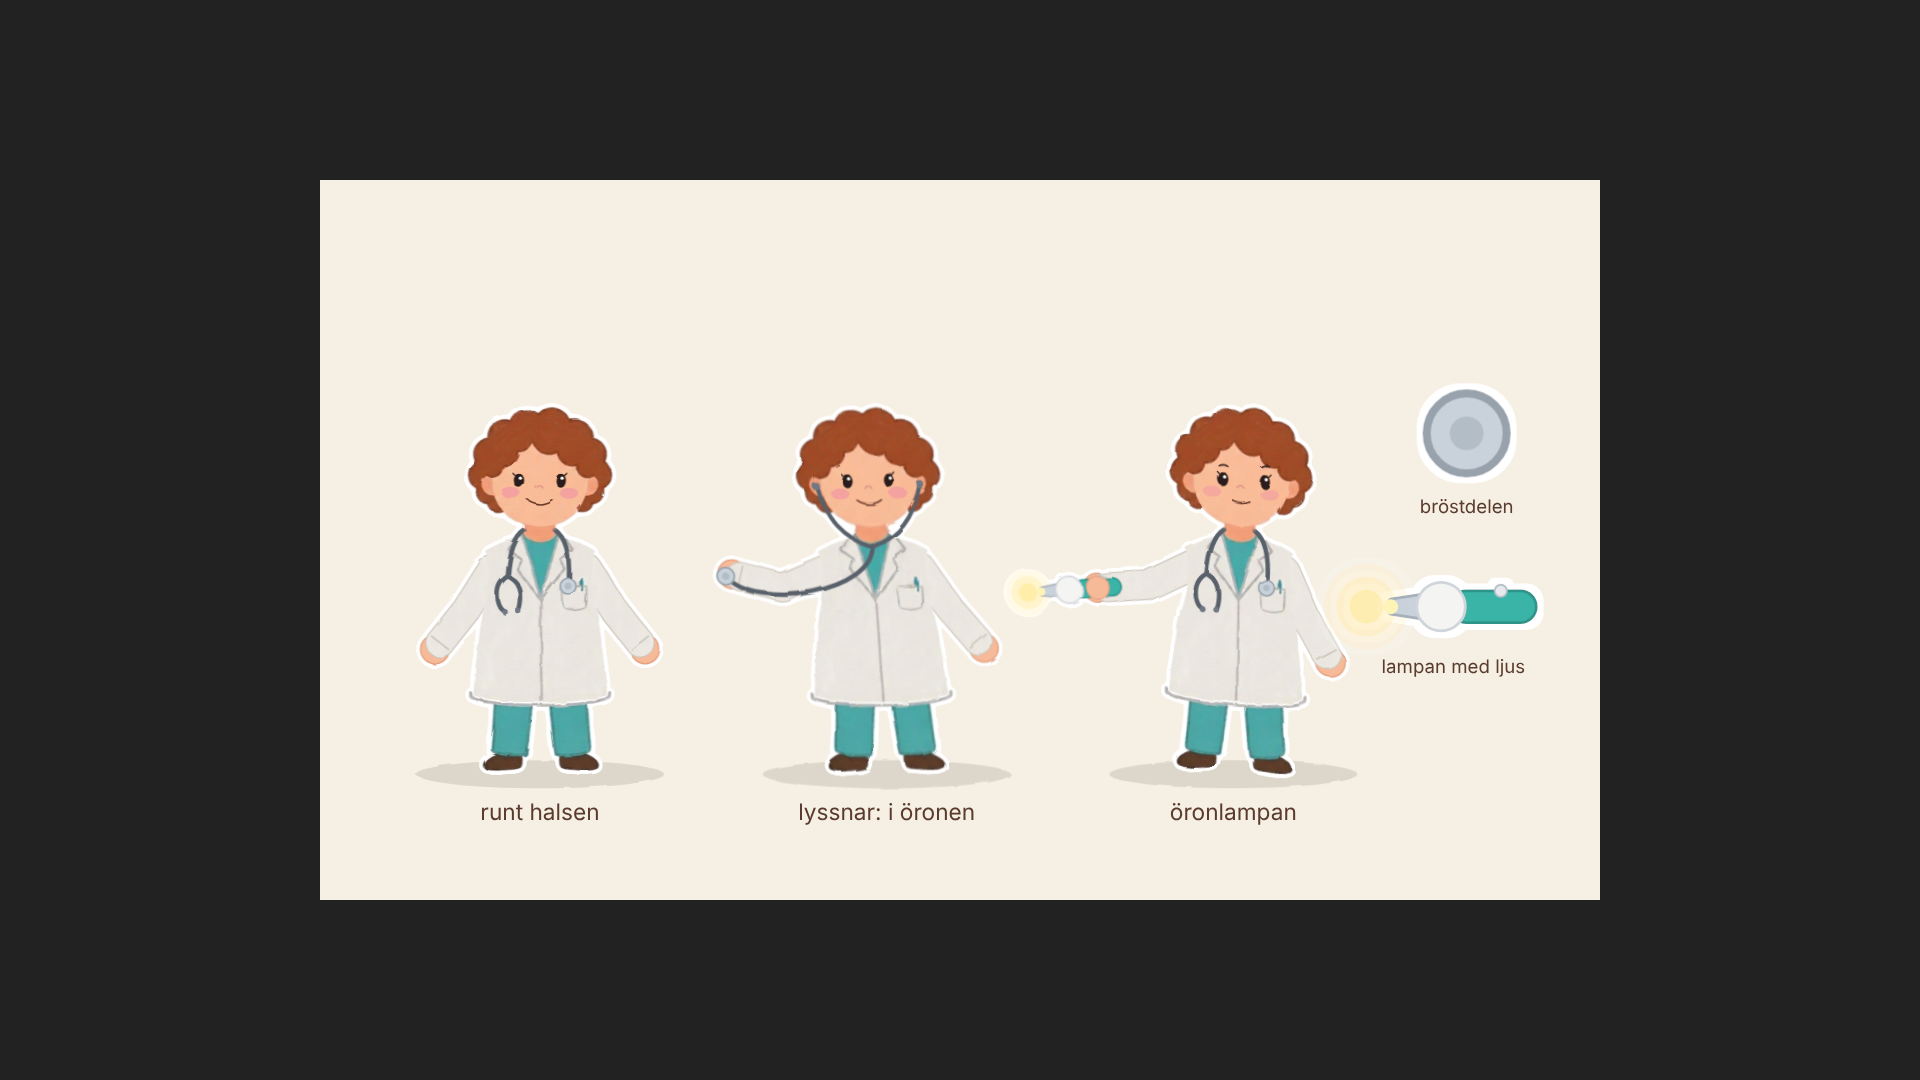 bröstdelen
lampan med ljus
runt halsen
lyssnar: i öronen
öronlampan